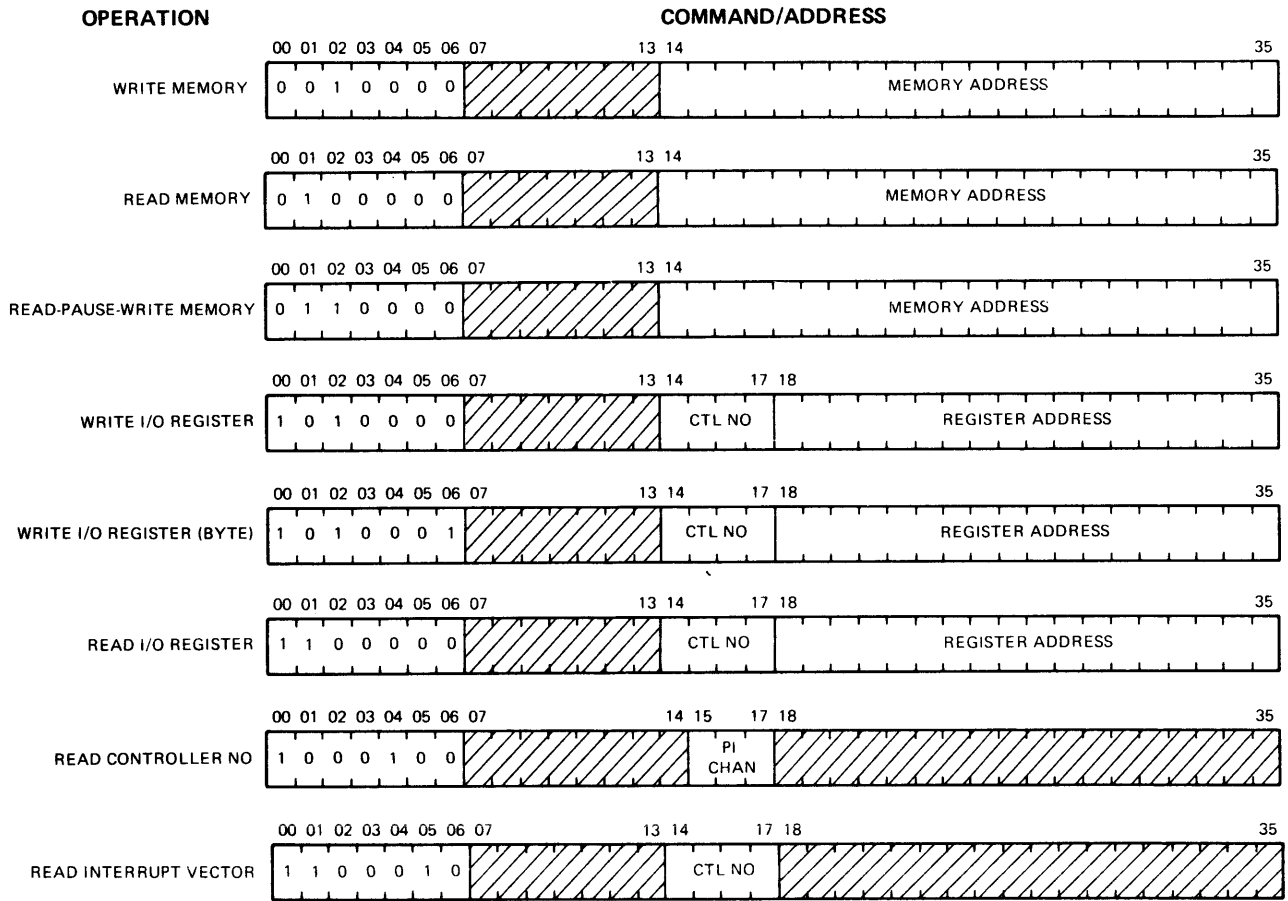 OPERATION COMMAND/ADDRESS
00 01 02 03 04 05 06 07 13 14 35
WRITE MEMORY 0 0 1 0 0 0 0 MEMORY ADDRESS
00 01 02 03 04 05 06 07 13 14 35
READ MEMORY 0 1 0 0 0 0 0 MEMORY ADDRESS
00 01 02 03 04 05 06 07 13 14 35
READ-PAUSE-WRITE MEMORY 0 1 1 0 0 0 0 MEMORY ADDRESS
00 01 02 03 04 05 06 07 13 14 17 18 35
WRITE I/O REGISTER 1 0 1 0 0 0 0 CTL NO REGISTER ADDRESS
00 01 02 03 04 05 06 07 13 14 17 18 35
WRITE I/O REGISTER (BYTE) 1 0 1 0 0 0 1 CTL NO REGISTER ADDRESS
00 01 02 03 04 05 06 07 13 14 17 18 35
READ I/O REGISTER 1 1 0 0 0 0 0 CTL NO REGISTER ADDRESS
00 01 02 03 04 05 06 07 14 15 17 18 35
READ CONTROLLER NO 1 0 0 0 1 0 0 PI
CHAN
00 01 02 03 04 05 06 07 13 14 17 18 35
READ INTERRUPT VECTOR 1 1 0 0 0 1 0 CTL NO